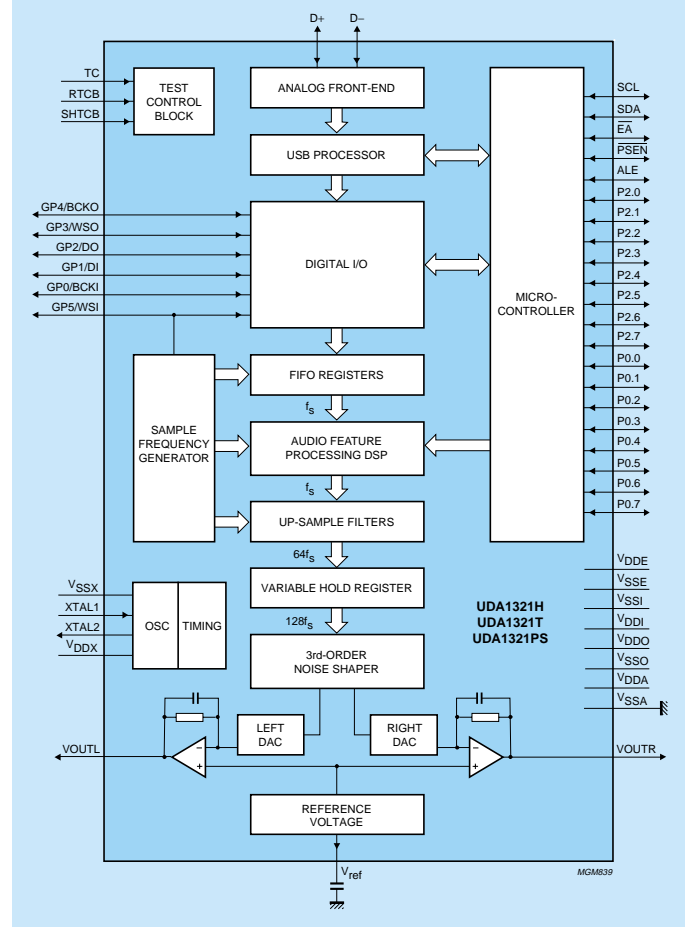 D+ D−
TC
RTCB
SHTCB
TEST
CONTROL
BLOCK
ANALOG FRONT-END
USB PROCESSOR
GP4/BCKO
GP3/WSO
GP2/DO
GP1/DI
GP0/BCKI
GP5/WSI
DIGITAL I/O
MICRO-
CONTROLLER
SCL
SDA
EA
PSEN
ALE
P2.0
P2.1
P2.2
P2.3
P2.4
P2.5
P2.6
P2.7
P0.0
P0.1
P0.2
P0.3
P0.4
P0.5
P0.6
P0.7
FIFO REGISTERS
fs
SAMPLE
FREQUENCY
GENERATOR
AUDIO FEATURE
PROCESSING DSP
fs
UP-SAMPLE FILTERS
64fs
VARIABLE HOLD REGISTER
128fs
3rd-ORDER
NOISE SHAPER
VSSX
XTAL1
XTAL2
VDDX
OSC
TIMING
UDA1321H
UDA1321T
UDA1321PS
VDDE
VSSE
VSSI
VDDI
VDDO
VSSO
VDDA
VSSA
LEFT
DAC
RIGHT
DAC
− +
− +
VOUTL
VOUTR
REFERENCE
VOLTAGE
Vref
MGM839